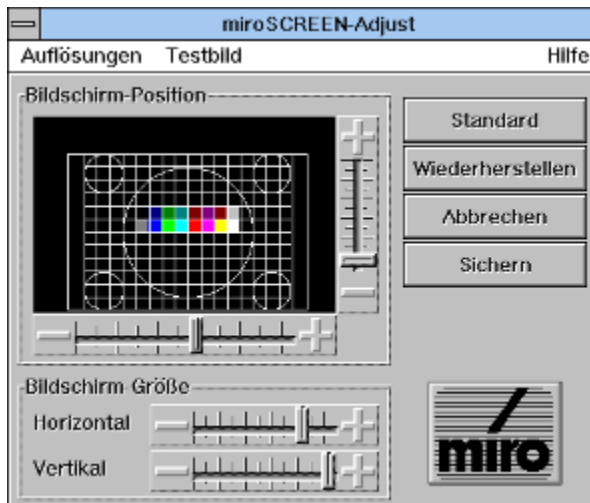 miroSCREEN-Adjust
Auflösungen Testbild Hilfe
Bildschirm-Position
Standard
Wiederherstellen
Abbrechen
Sichern
Bildschirm-Größe
Horizontal
Vertikal
miro